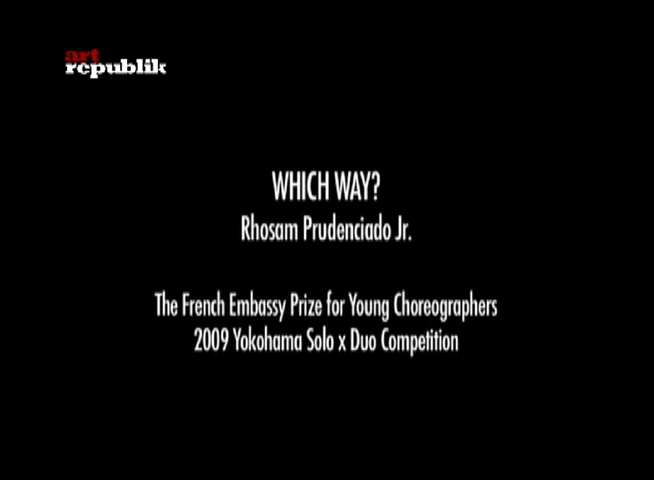 art
republik
WHICH WAY?
Rhosam Prudenciado Jr.
The French Embassy Prize for Young Choreographers
2009 Yokohama Solo x Duo Competition